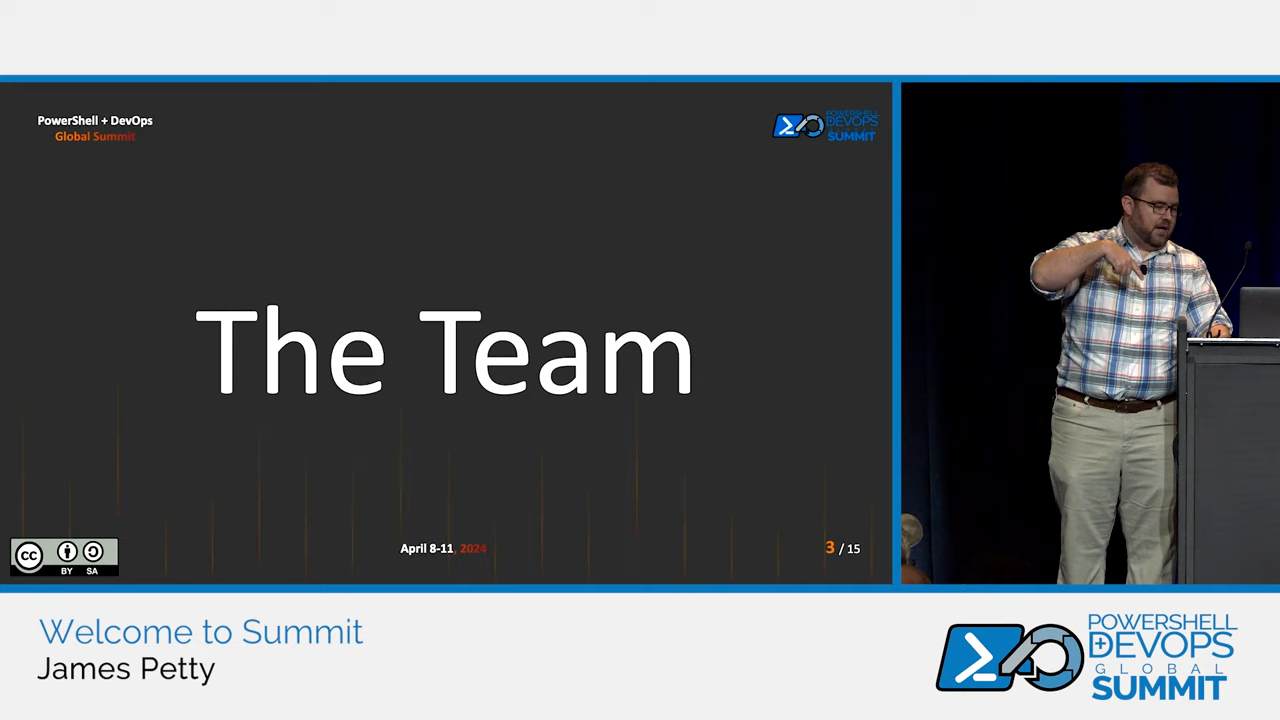 PowerShell + DevOps
Global Summit
POWERSHELL
DEVOPS
SUMMIT
The Team
CC
BY SA
April 8-11, 2024
3 / 15
Welcome to Summit
James Petty
POWERSHELL
+DEVOPS
GLOBAL
SUMMIT